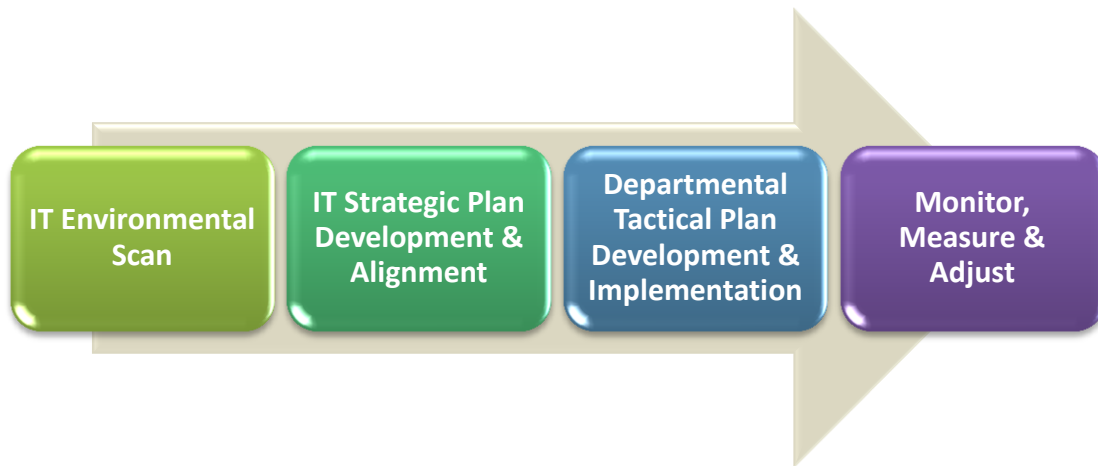 IT Environmental
Scan
IT Strategic Plan
Development &
Alignment
Departmental
Tactical Plan
Development &
Implementation
Monitor,
Measure &
Adjust